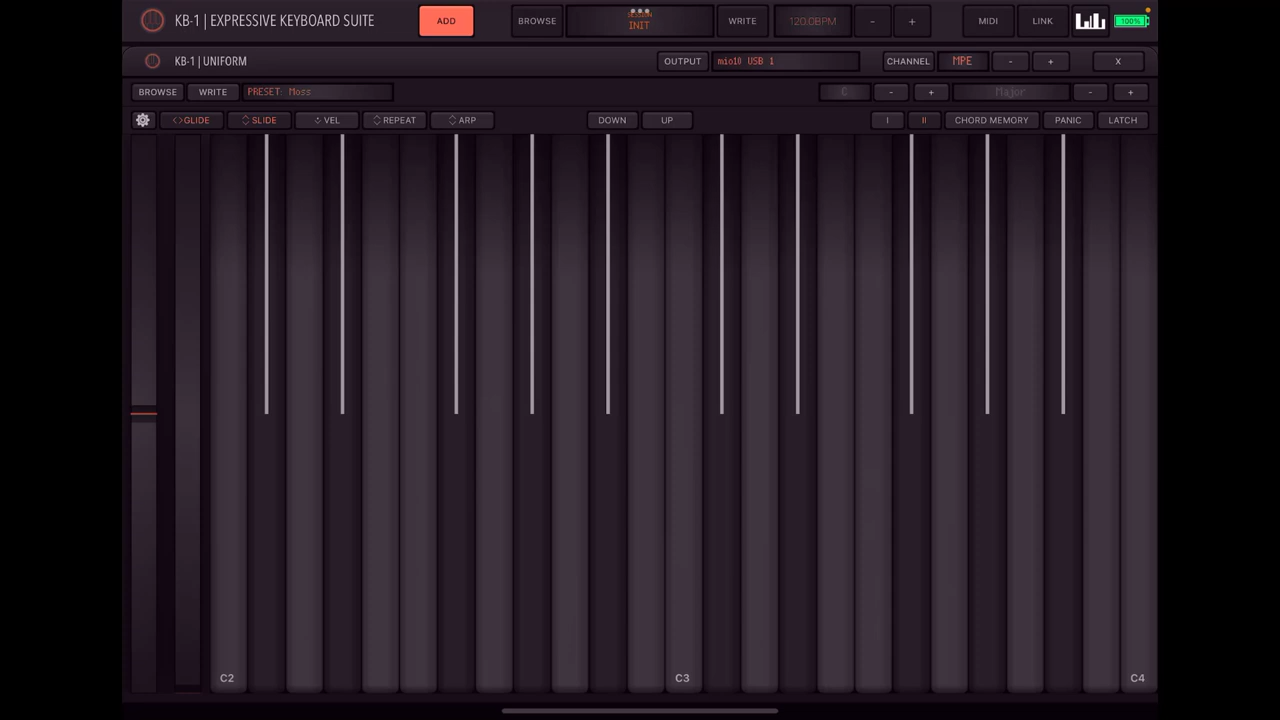 KB-1 | EXPRESSIVE KEYBOARD SUITE ADD BROWSE SESSION INIT WRITE 120.0BPM - + MIDI LINK 100%
KB-1 | UNIFORM OUTPUT mio10 USB 1 CHANNEL MPE - + X
BROWSE WRITE PRESET: Moss C - + Major - +
<>GLIDE SLIDE VEL REPEAT ARP DOWN UP I II CHORD MEMORY PANIC LATCH
C2 C3 C4